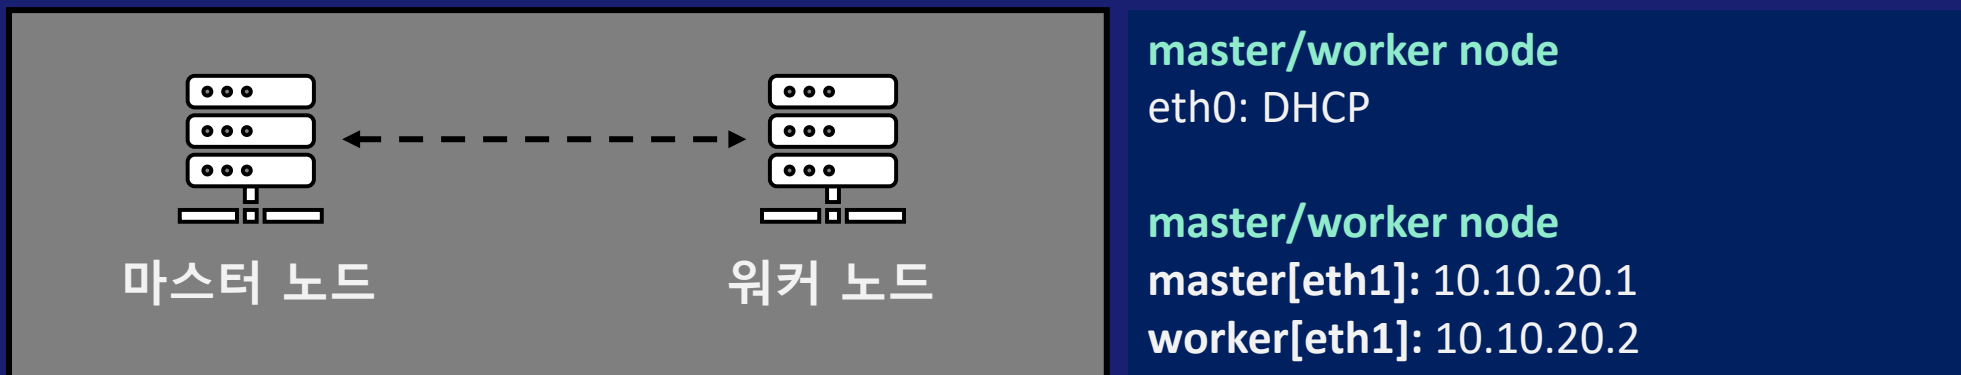 마스터 노드
워커 노드
master/worker node
eth0: DHCP
master/worker node
master[eth1]: 10.10.20.1
worker[eth1]: 10.10.20.2